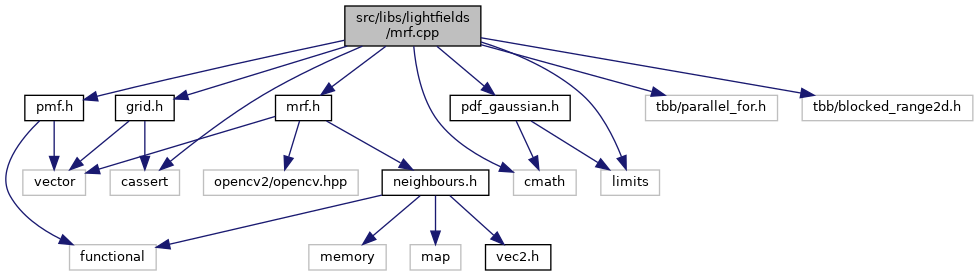 src/libs/lightfields
/mrf.cpp
pmf.h
grid.h
mrf.h
pdf_gaussian.h
tbb/parallel_for.h
tbb/blocked_range2d.h
vector
cassert
opencv2/opencv.hpp
neighbours.h
cmath
limits
functional
memory
map
vec2.h